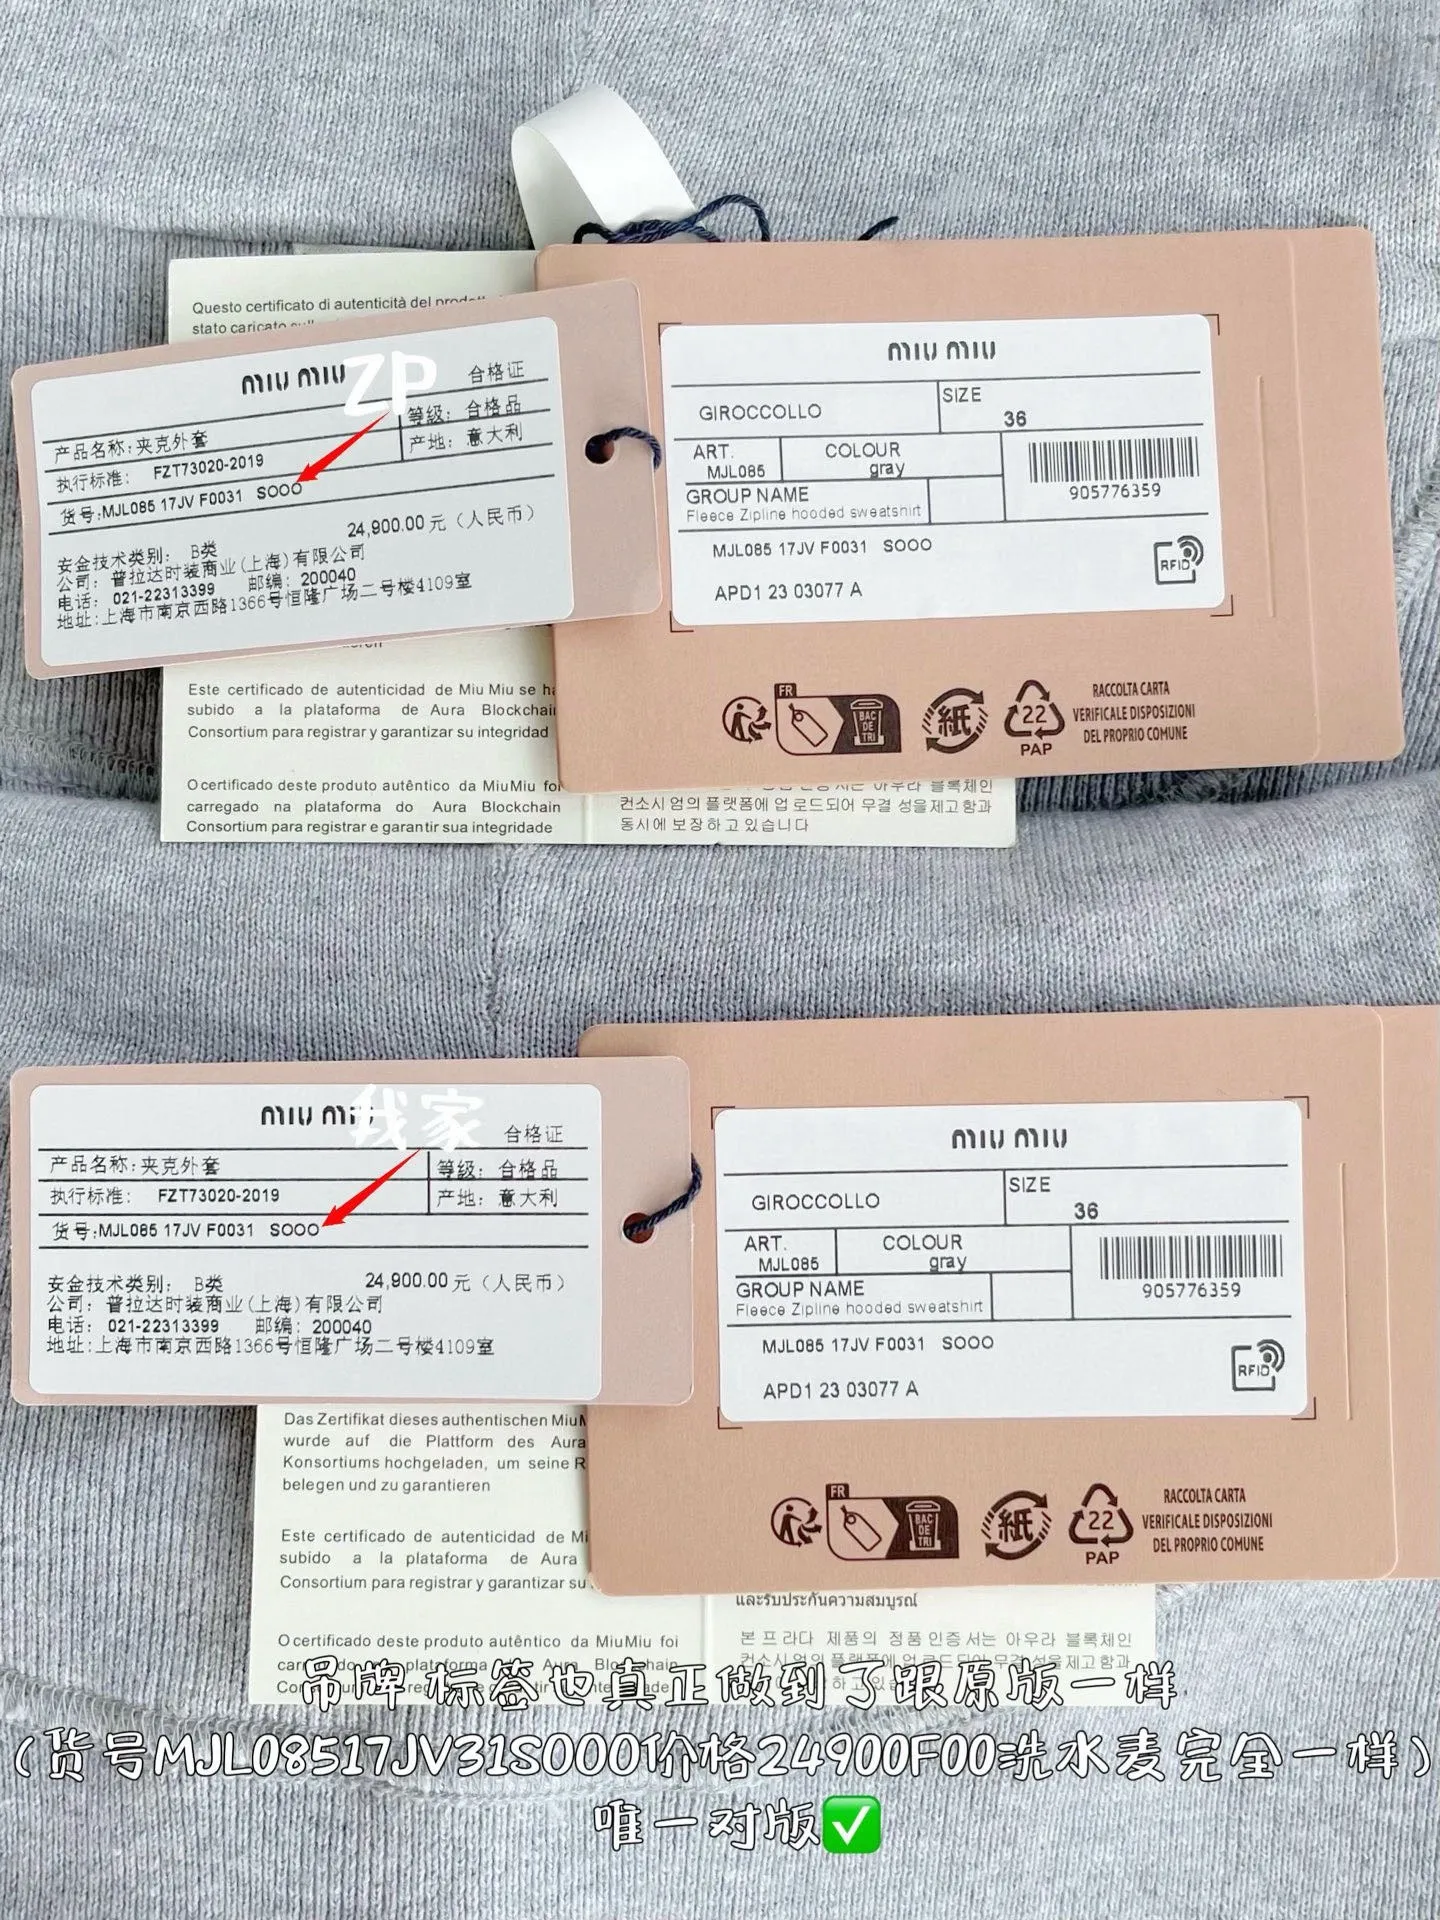 Questo certificato di autenticità del
stato caricato
miu miu
ZP
合格证
产品名称:夹克外套
等级: 合格品
执行标准: FZT73020-2019
产地: 意大利
货号:MJL085 17JV F0031 SOOO
24,900.00元（人民币）
安全技术类别: B类
公司: 普拉达时装商业(上海)有限公司
电话: 021-22313399 邮编: 200040
地址:上海市南京西路1366号恒隆广场二号楼4109室
miu miu
GIROCCOLLO
SIZE
36
ART.
MJL085
COLOUR
gray
GROUP NAME
Fleece Zipline hooded sweatshirt
905776359
MJL085 17JV F0031 SOOO
APD1 23 03077 A
RFID
FR
BAC
DE
TRI
紙
22
PAP
RACCOLTA CARTA
VERIFICALE DISPOSIZIONI
DEL PROPRIO COMUNE
Este certificado de autenticidad de Miu Miu se
subido a la plataforma de Aura
Consortium para registrar y garantizar su integridad
O certificado deste produto autêntico da MiuMiu foi
carregado na plataforma do Aura Blockchain
Consortium para registrar e garantir sua integridade
아우라 블록체인
컨소시엄의 플랫폼에 업로드되어 무결성을 제고함과
동시에 보장하고 있습니다
miu miu
我家
合格证
产品名称:夹克外套
等级: 合格品
执行标准: FZT73020-2019
产地: 意大利
货号:MJL085 17JV F0031 SOOO
安全技术类别: B类
24,900.00元（人民币）
公司: 普拉达时装商业(上海)有限公司
电话: 021-22313399 邮编: 200040
地址:上海市南京西路1366号恒隆广场二号楼4109室
miu miu
GIROCCOLLO
SIZE
36
ART.
MJL085
COLOUR
gray
GROUP NAME
Fleece Zipline hooded sweatshirt
905776359
MJL085 17JV F0031 SOOO
APD1 23 03077 A
RFID
FR
BAC
DE
TRI
紙
22
PAP
RACCOLTA CARTA
VERIFICALE DISPOSIZIONI
DEL PROPRIO COMUNE
Das Zertifikat dieses authentischen
wurde auf die Plattform des Aura
Konsortiums hochgeladen, um seine
belegen und zu garantieren
Este certificado de autenticidad de
subido a la plataforma de Aura
Consortium para registrar y garantizar su
O certificado deste produto autêntico da MiuMiu foi
และรับประกันความสมบูรณ์
본 프라다 제품의 정품 인증서는 아우라 블록체인
吊牌 标签也真正做到了跟原版一样
(货号MJL08517JV31SOOO价格24900F00洗水麦完全一样)
唯一对版✅